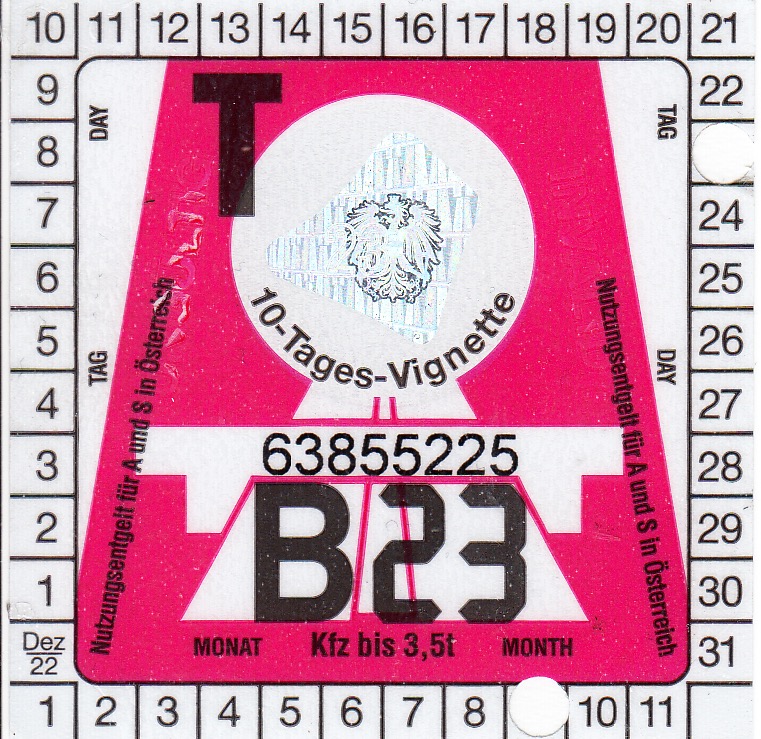 10 11 12 13 14 15 16 17 18 19 20 21
9 22
8
7 24
6 25
5 26
4 27
3 28
2 29
1 30
Dez
22
31
1 2 3 4 5 6 7 8 10 11
DAY
TAG
TAG
DAY
T
10-Tages-Vignette
Nutzungsentgelt für A und S in Österreich
Nutzungsentgelt für A und S in Österreich
63855225
B23
MONAT Kfz bis 3,5t MONTH